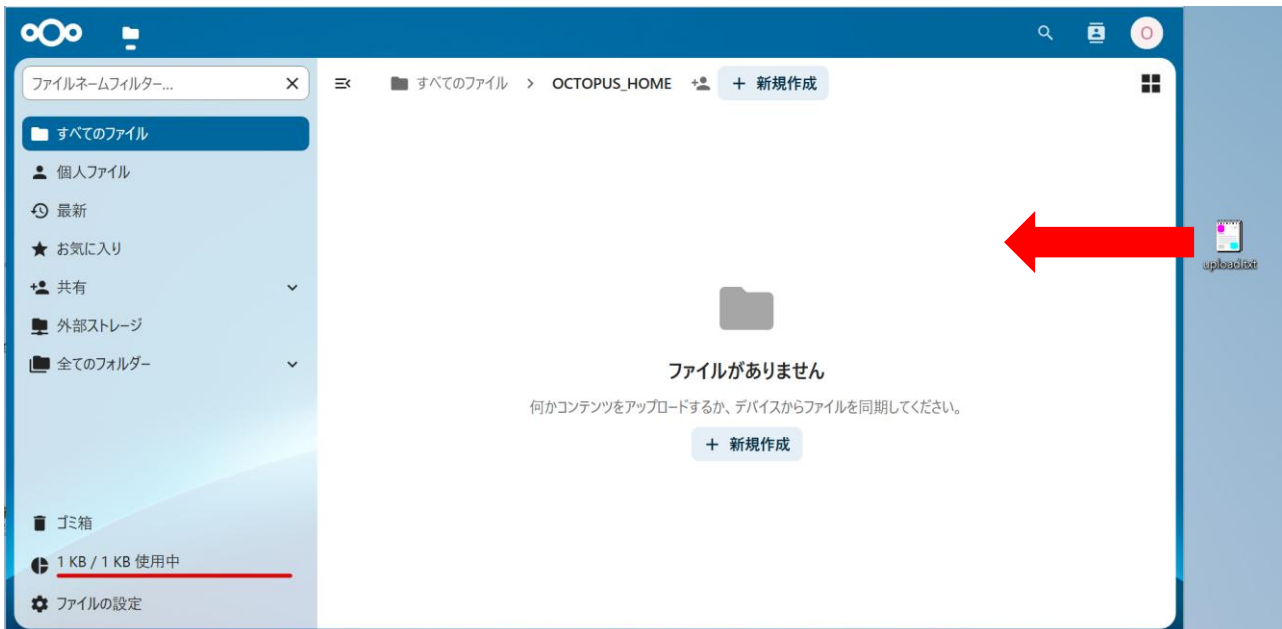 O
ファイルネームフィルター...
すべてのファイル > OCTOPUS_HOME + 新規作成
すべてのファイル
個人ファイル
最新
お気に入り
共有
外部ストレージ
全てのフォルダー
upload.txt
ファイルがありません
何かコンテンツをアップロードするか、デバイスからファイルを同期してください。
+ 新規作成
ゴミ箱
1 KB / 1 KB 使用中
ファイルの設定